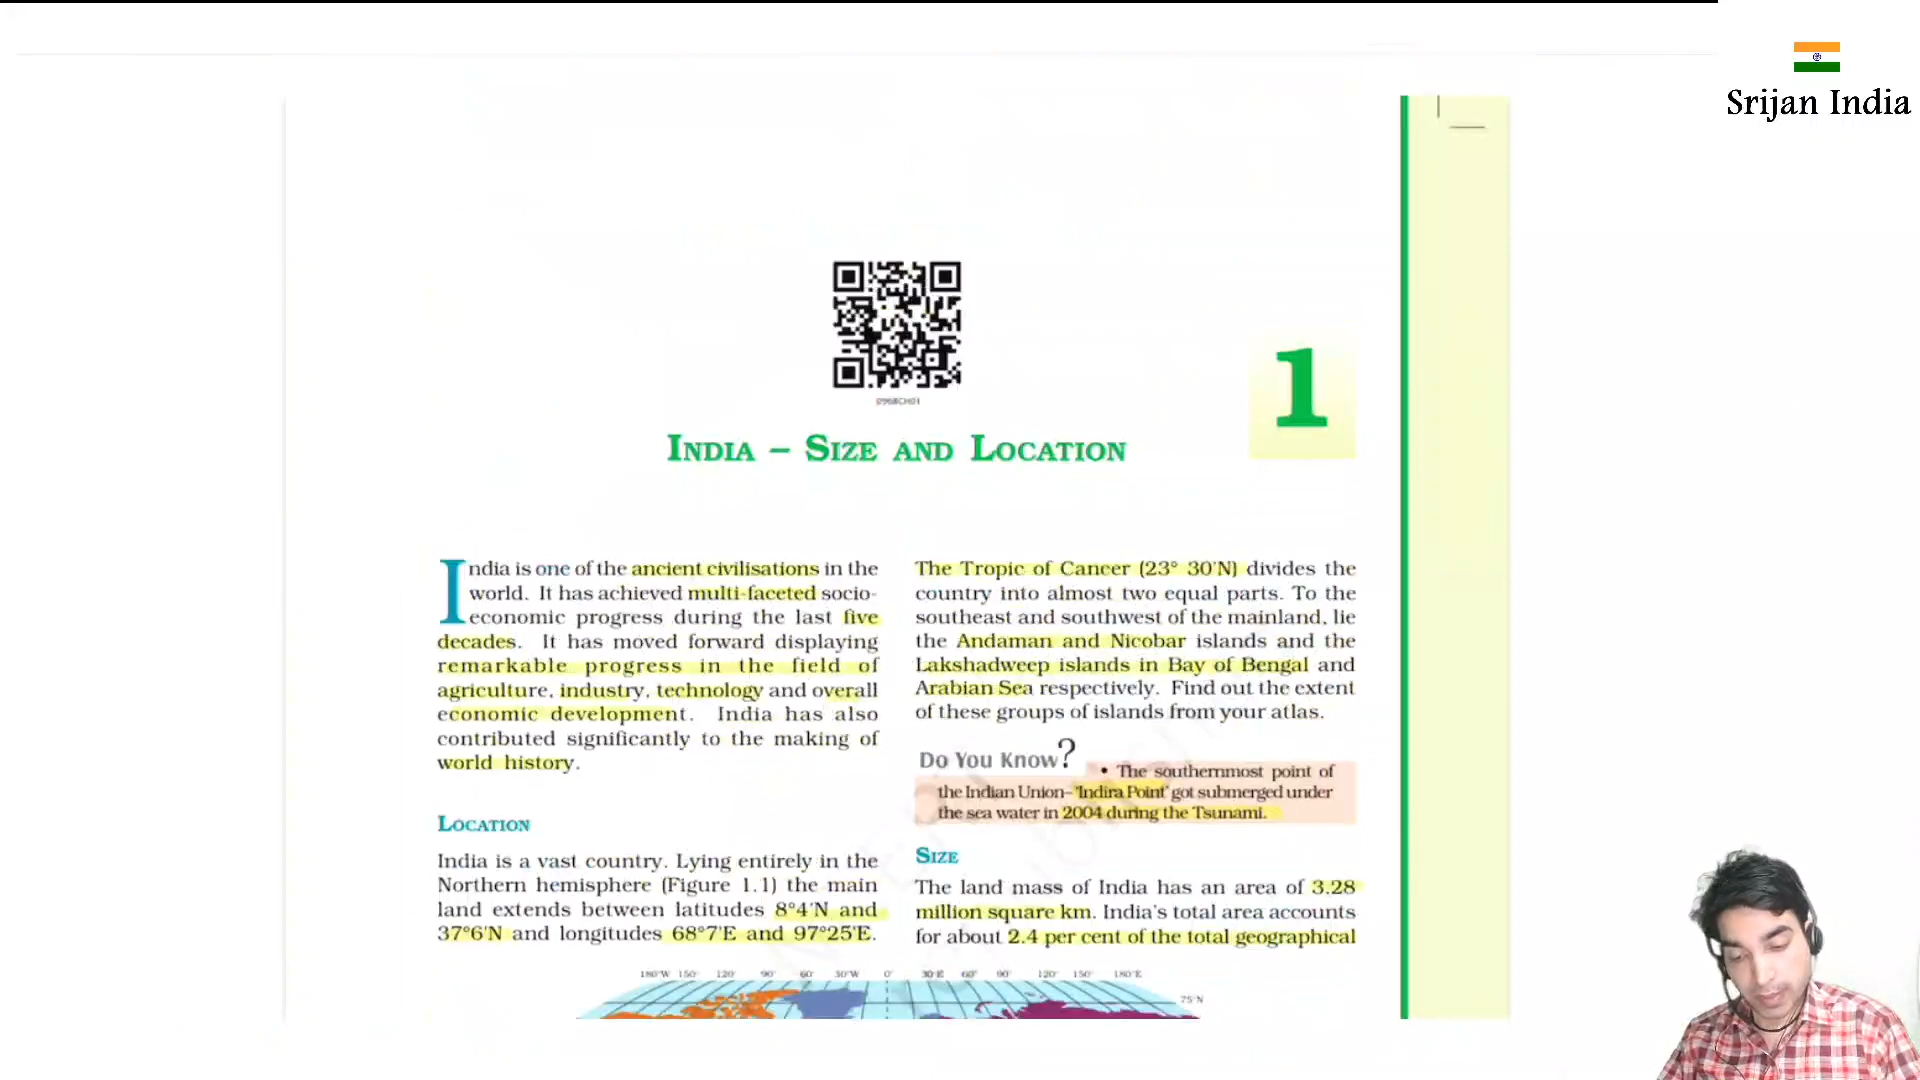 Srijan India
0968CH01
1
INDIA – SIZE AND LOCATION
India is one of the ancient civilisations in the
world. It has achieved multi-faceted socio-
economic progress during the last five
decades. It has moved forward displaying
remarkable progress in the field of
agriculture, industry, technology and overall
economic development. India has also
contributed significantly to the making of
world history.
LOCATION
India is a vast country. Lying entirely in the
Northern hemisphere (Figure 1.1) the main
land extends between latitudes 8°4'N and
37°6'N and longitudes 68°7'E and 97°25'E.
The Tropic of Cancer (23° 30'N) divides the
country into almost two equal parts. To the
southeast and southwest of the mainland, lie
the Andaman and Nicobar islands and the
Lakshadweep islands in Bay of Bengal and
Arabian Sea respectively. Find out the extent
of these groups of islands from your atlas.
Do You Know?
• The southernmost point of
the Indian Union– 'Indira Point' got submerged under
the sea water in 2004 during the Tsunami.
SIZE
The land mass of India has an area of 3.28
million square km. India's total area accounts
for about 2.4 per cent of the total geographical
180°W 150° 120° 90° 60° 30°W 0° 30°E 60° 90° 120° 150° 180°E
75°N